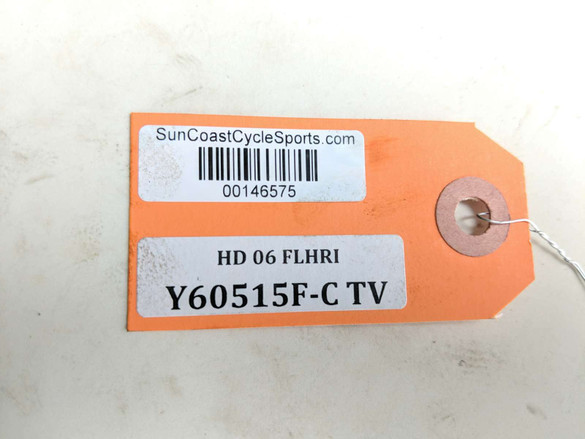 SunCoastCycleSports.com
00146575
HD 06 FLHRI
Y60515F-C TV